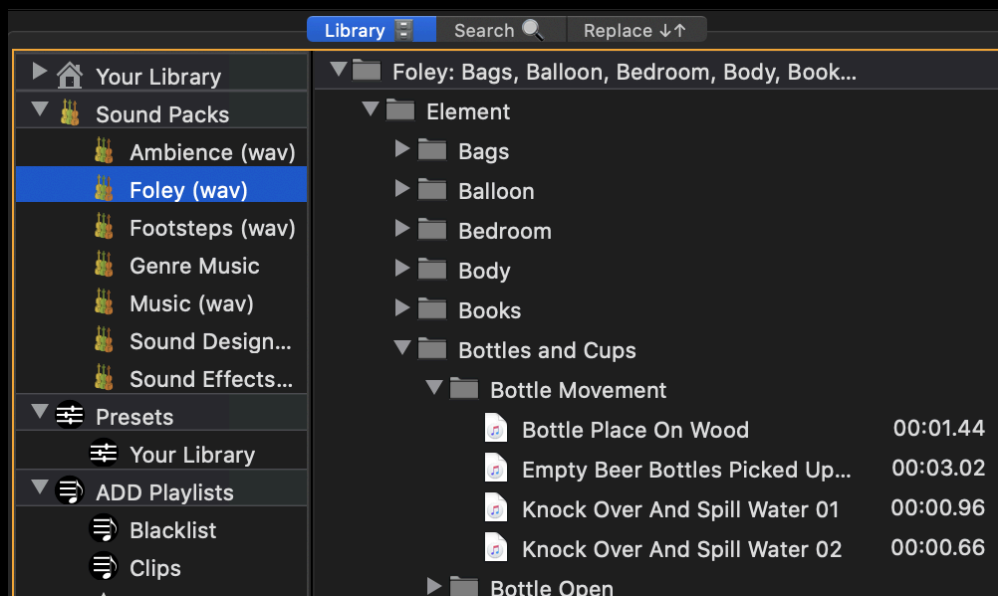 Library
Search
Replace ↓↑
Your Library
Sound Packs
Ambience (wav)
Foley (wav)
Footsteps (wav)
Genre Music
Music (wav)
Sound Design...
Sound Effects...
Presets
Your Library
ADD Playlists
Blacklist
Clips
Foley: Bags, Balloon, Bedroom, Body, Book...
Element
Bags
Balloon
Bedroom
Body
Books
Bottles and Cups
Bottle Movement
Bottle Place On Wood 00:01.44
Empty Beer Bottles Picked Up... 00:03.02
Knock Over And Spill Water 01 00:00.96
Knock Over And Spill Water 02 00:00.66
Bottle Open